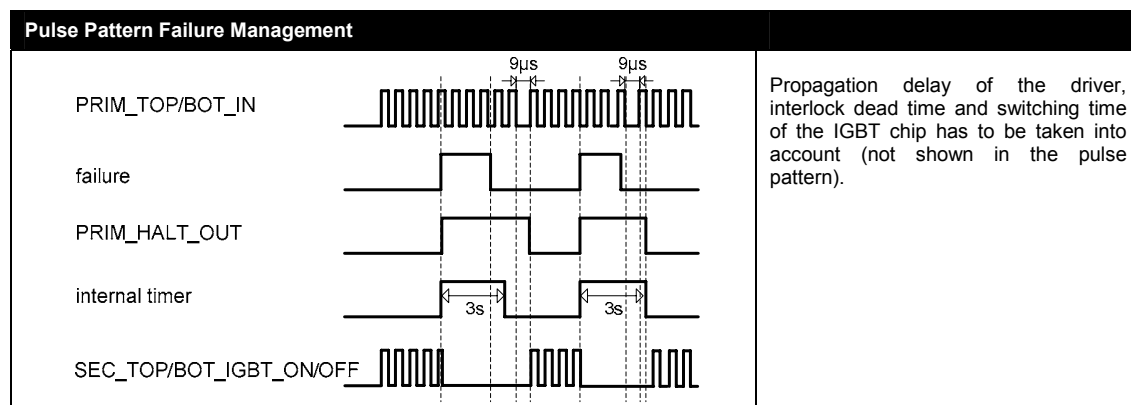 Pulse Pattern Failure Management
9µs
9µs
PRIM_TOP/BOT_IN
failure
PRIM_HALT_OUT
internal timer
3s
3s
SEC_TOP/BOT_IGBT_ON/OFF
Propagation delay of the driver,
interlock dead time and switching time
of the IGBT chip has to be taken into
account (not shown in the pulse
pattern).